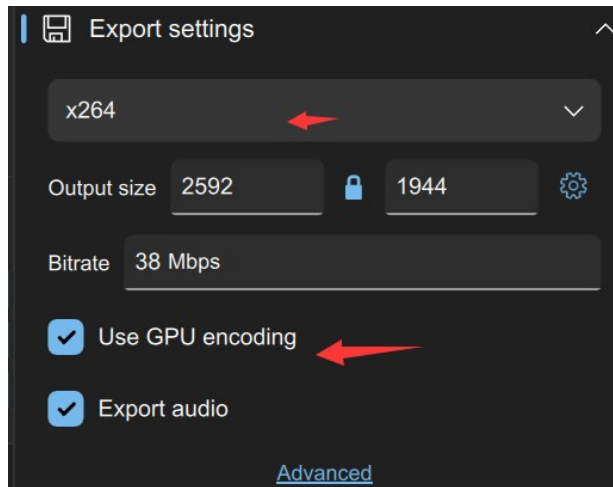 Export settings
x264
Output size 2592 1944
Bitrate 38 Mbps
Use GPU encoding
Export audio
Advanced